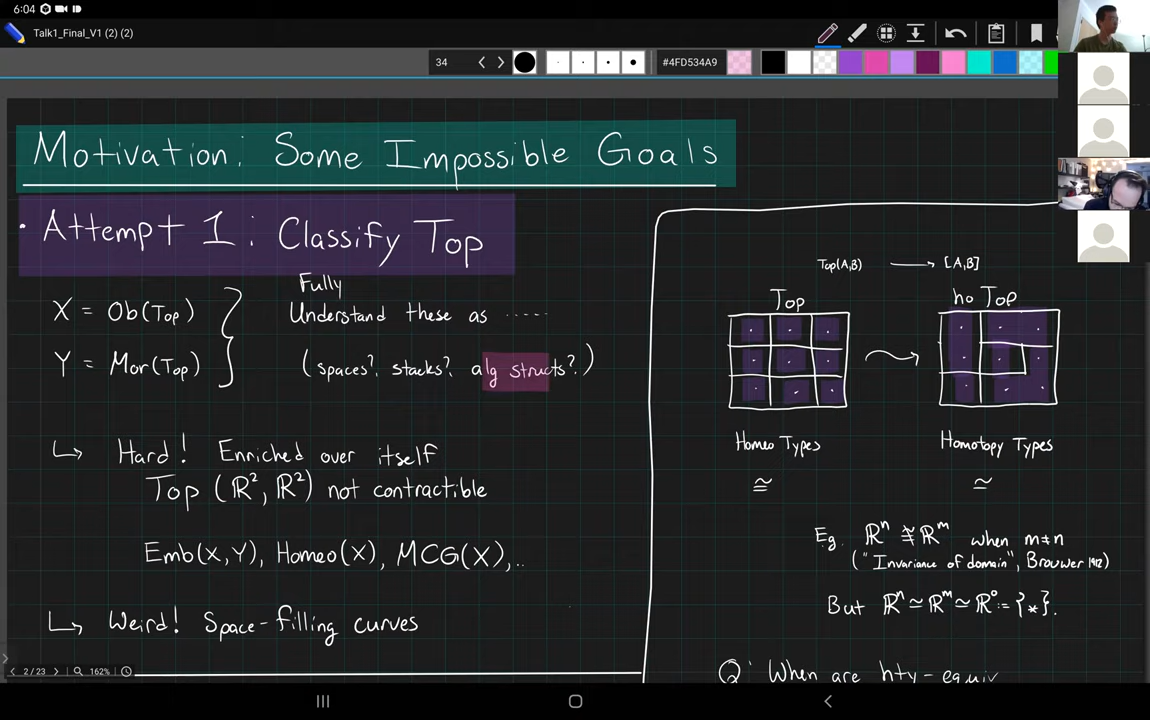 6:04
Talk1_Final_V1 (2) (2)
34
#4FD534A9
Motivation: Some Impossible Goals
· Attempt 1: Classify Top
Fully
X = Ob(Top)
Understand these as .....
Y = Mor(Top)
(spaces?, stacks?, alg structs?.)
↳ Hard! Enriched over itself
Top (ℝ², ℝ²) not contractible
Emb(X,Y), Homeo(X), MCG(X),..
↳ Weird! Space-filling curves
Top(A,B) → [A,B]
Top
ho Top
Homeo Types
Homotopy Types
≅
≃
Eg. ℝⁿ ≇ ℝᵐ when m≠n
("Invariance of domain", Brouwer 1912)
But ℝⁿ ≃ ℝᵐ ≃ ℝ⁰ := {*}.
Q: When are hty-equiv
2/23
162%